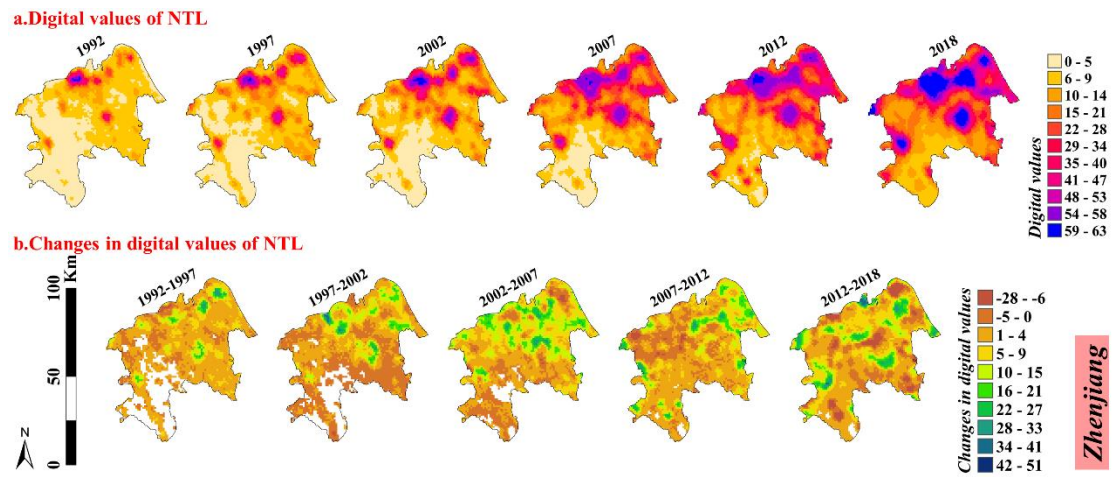 a.Digital values of NTL
1992
1997
2002
2007
2012
2018
Digital values
0 - 5
6 - 9
10 - 14
15 - 21
22 - 28
29 - 34
35 - 40
41 - 47
48 - 53
54 - 58
59 - 63
b.Changes in digital values of NTL
100
Km
50
0
N
1992-1997
1997-2002
2002-2007
2007-2012
2012-2018
Changes in digital values
-28 - -6
-5 - 0
1 - 4
5 - 9
10 - 15
16 - 21
22 - 27
28 - 33
34 - 41
42 - 51
Zhenjiang